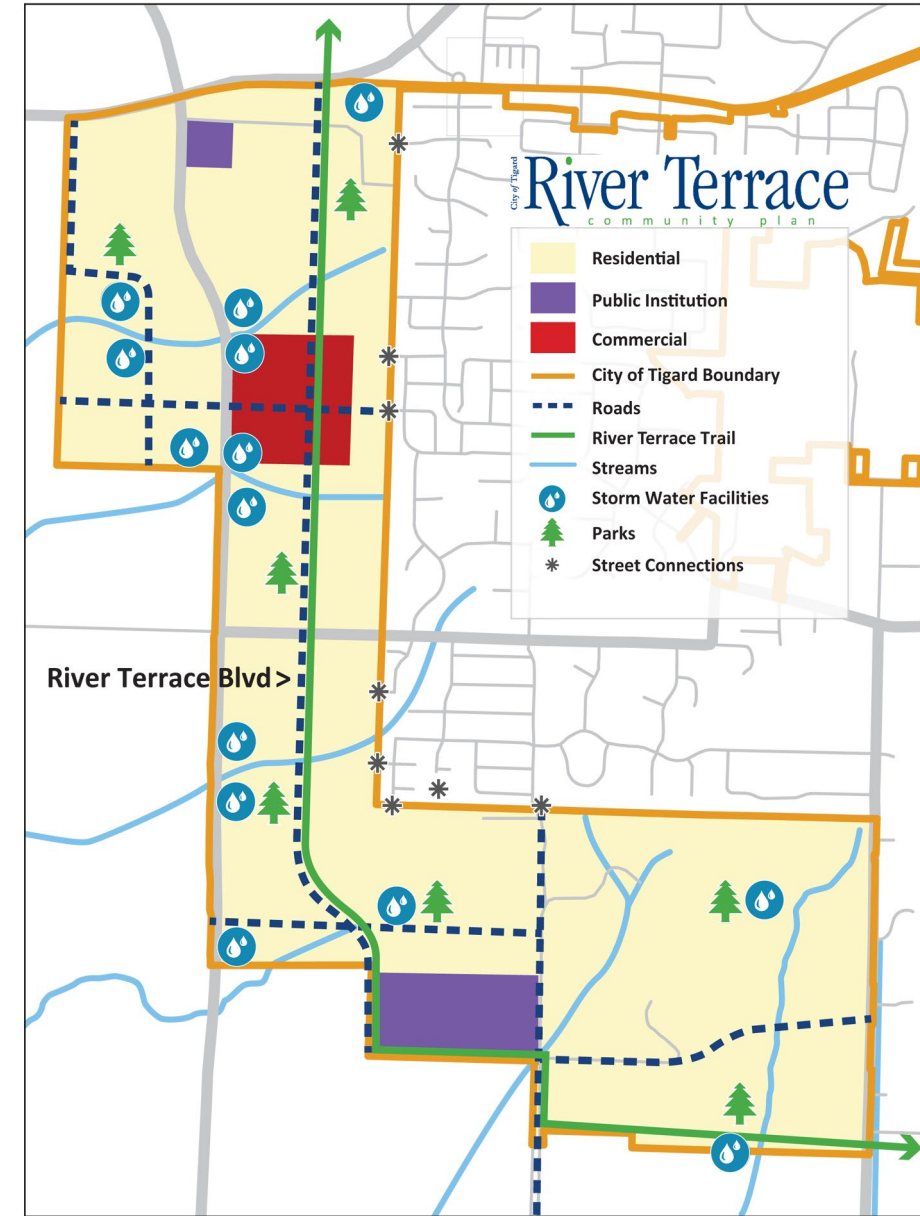 City of Tigard
River Terrace
community plan
Residential
Public Institution
Commercial
City of Tigard Boundary
Roads
River Terrace Trail
Streams
Storm Water Facilities
Parks
Street Connections
River Terrace Blvd >